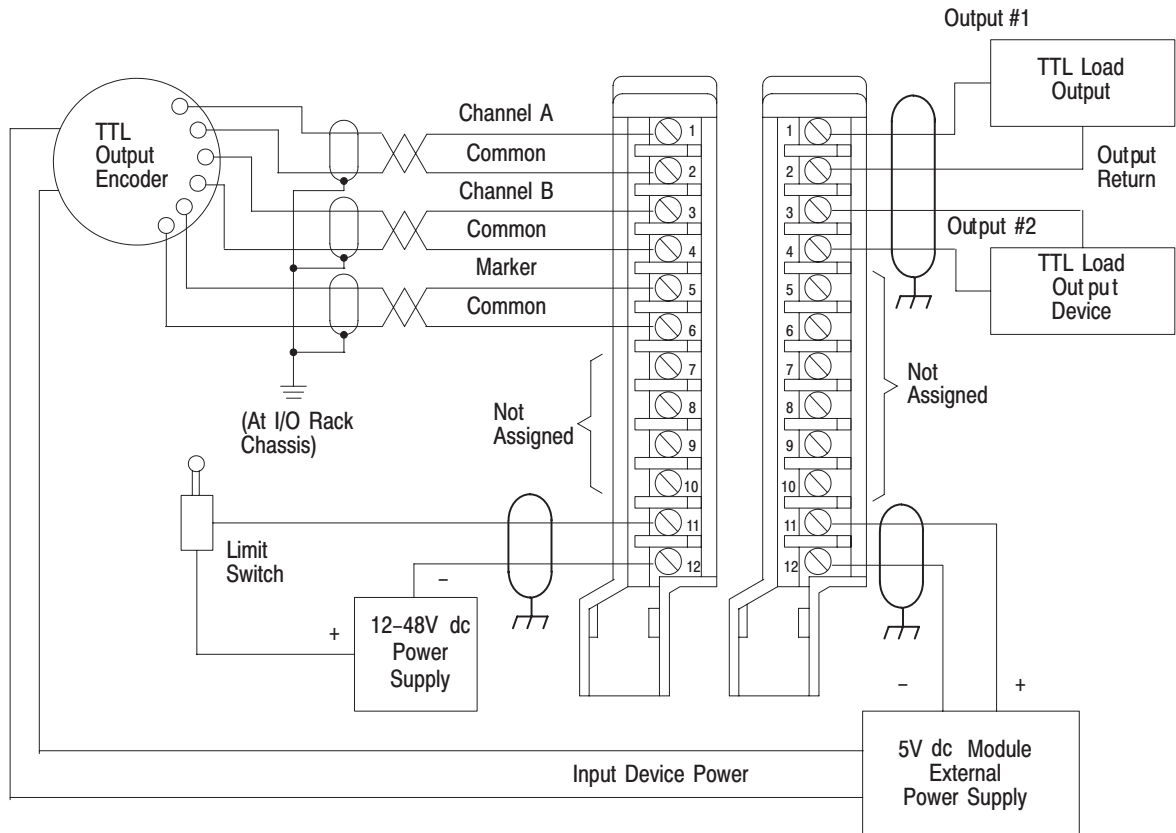 Output #1
TTL Load
Output
TTL
Output
Encoder
Channel A
Common
Channel B
Common
Marker
Common
1
2
3
4
5
6
7
8
9
10
11
12
1
2
3
4
5
6
7
8
9
10
11
12
Output
Return
Output #2
TTL Load
Output
Device
Not
Assigned
Not
Assigned
(At I/O Rack
Chassis)
Limit
Switch
–
+
12–48V dc
Power
Supply
–
+
5V dc Module
External
Power Supply
Input Device Power